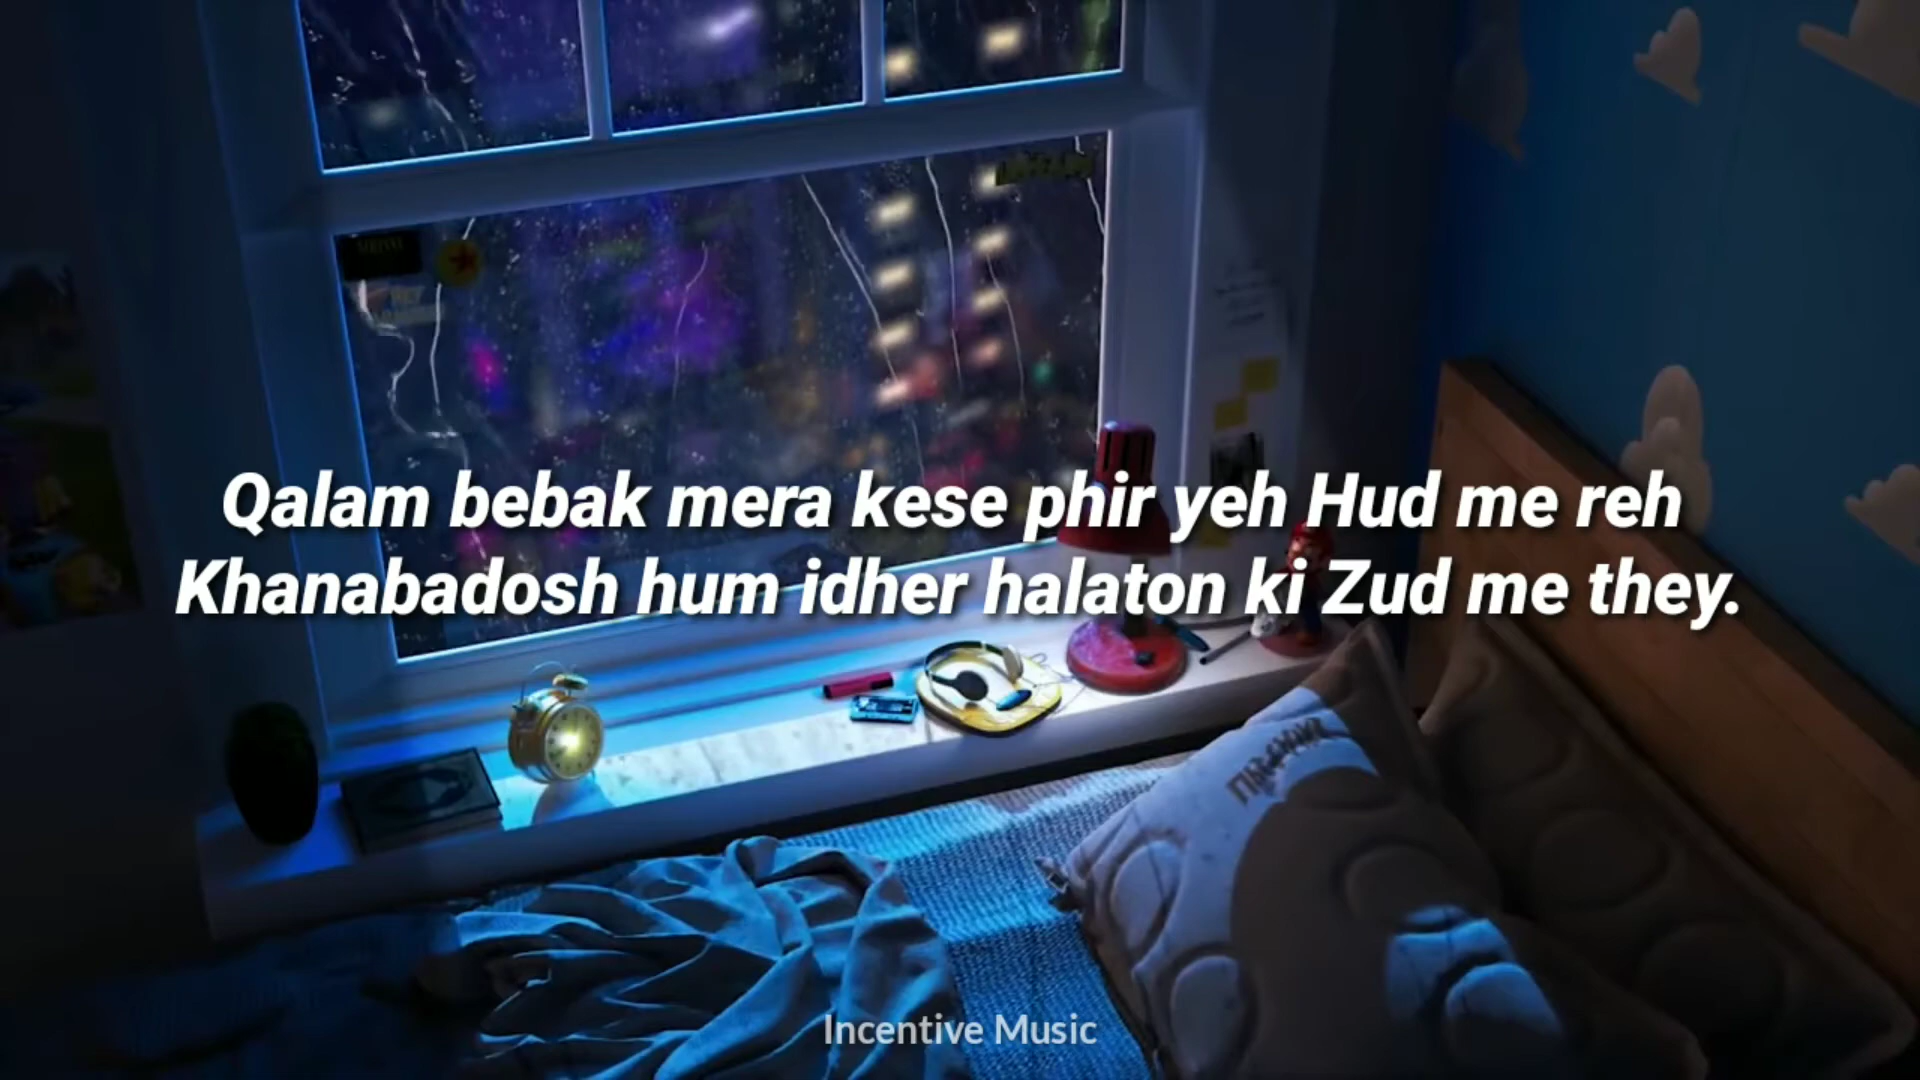 Qalam bebak mera kese phir yeh Hud me reh
Khanabadosh hum idher halaton ki Zud me they.
Incentive Music